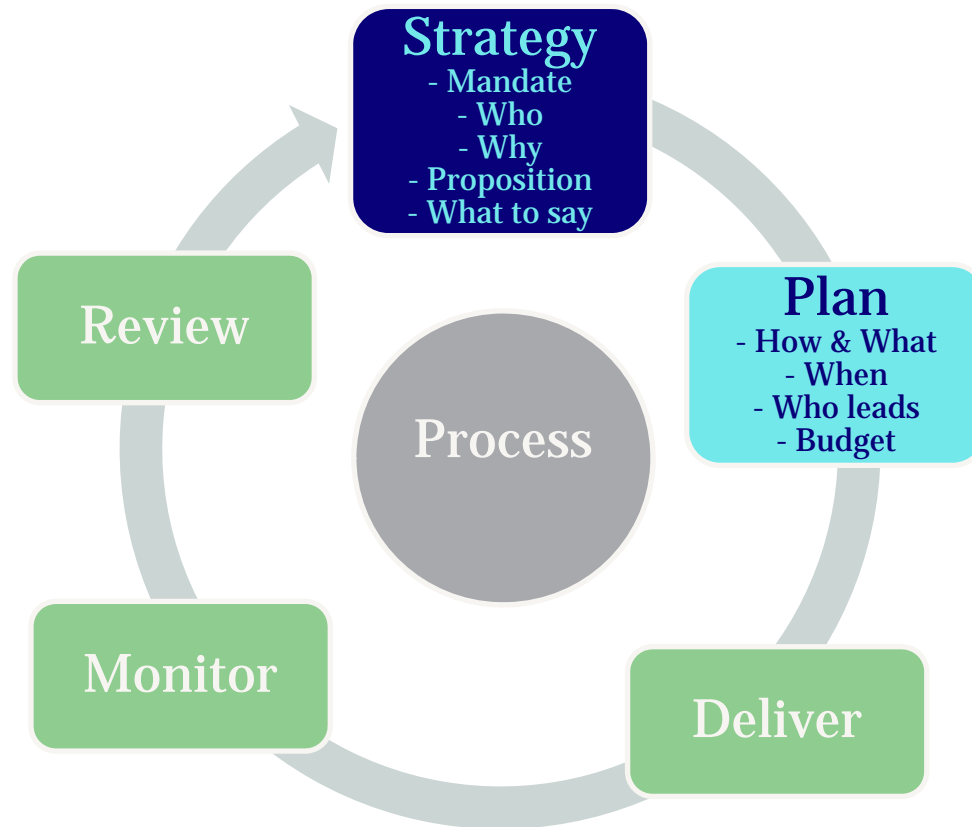 Strategy
- Mandate
- Who
- Why
- Proposition
- What to say
Plan
- How & What
- When
- Who leads
- Budget
Deliver
Monitor
Review
Process